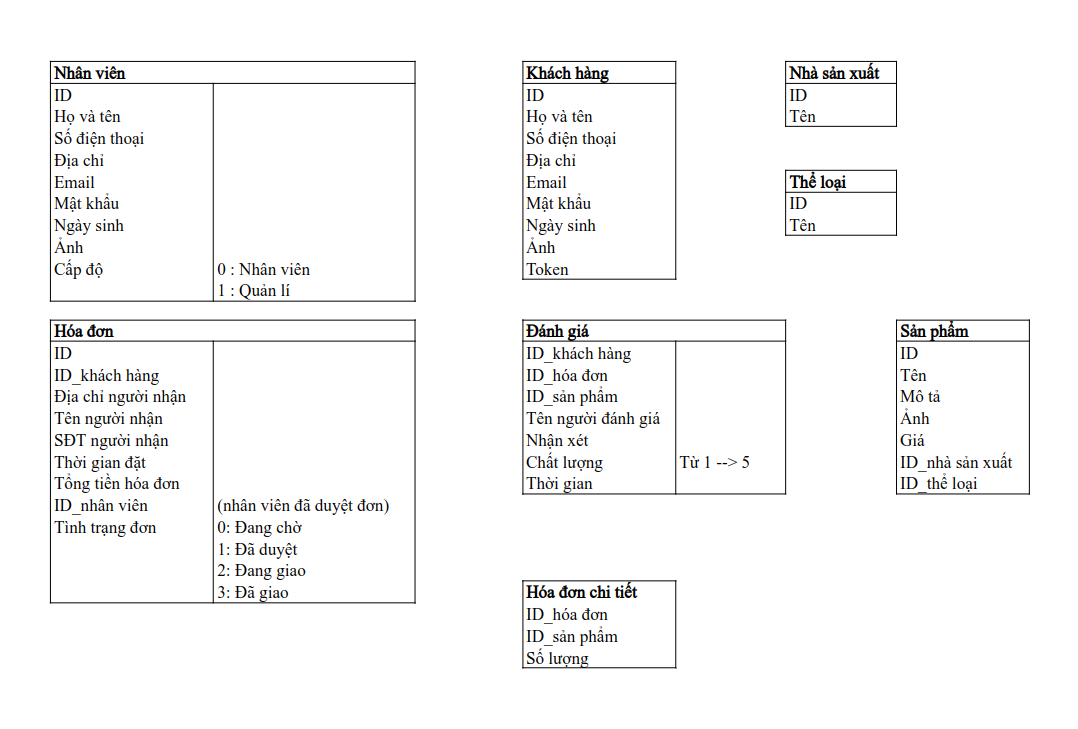 Nhân viên
ID
Họ và tên
Số điện thoại
Địa chỉ
Email
Mật khẩu
Ngày sinh
Ảnh
Cấp độ 0 : Nhân viên
1 : Quản lí
Khách hàng
ID
Họ và tên
Số điện thoại
Địa chỉ
Email
Mật khẩu
Ngày sinh
Ảnh
Token
Nhà sản xuất
ID
Tên
Thể loại
ID
Tên
Hóa đơn
ID
ID_khách hàng
Địa chỉ người nhận
Tên người nhận
SĐT người nhận
Thời gian đặt
Tổng tiền hóa đơn
ID_nhân viên (nhân viên đã duyệt đơn)
Tình trạng đơn 0: Đang chờ
1: Đã duyệt
2: Đang giao
3: Đã giao
Đánh giá
ID_khách hàng
ID_hóa đơn
ID_sản phẩm
Tên người đánh giá
Nhận xét
Chất lượng Từ 1 --> 5
Thời gian
Sản phẩm
ID
Tên
Mô tả
Ảnh
Giá
ID_nhà sản xuất
ID_thể loại
Hóa đơn chi tiết
ID_hóa đơn
ID_sản phẩm
Số lượng